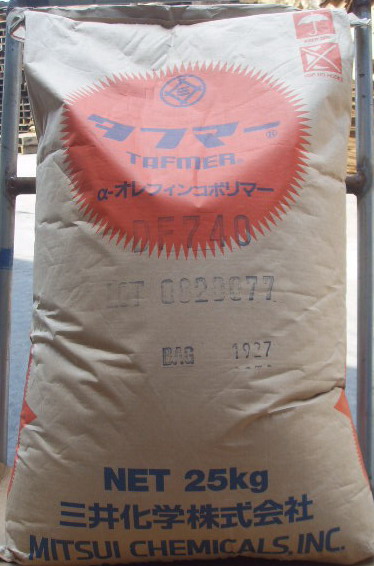 タフマー®
TAFMER®
α-オレフィンコポリマー
DF740
LOT 0823077
BAG 1927
NET 25kg
三井化学株式会社
MITSUI CHEMICALS, INC.